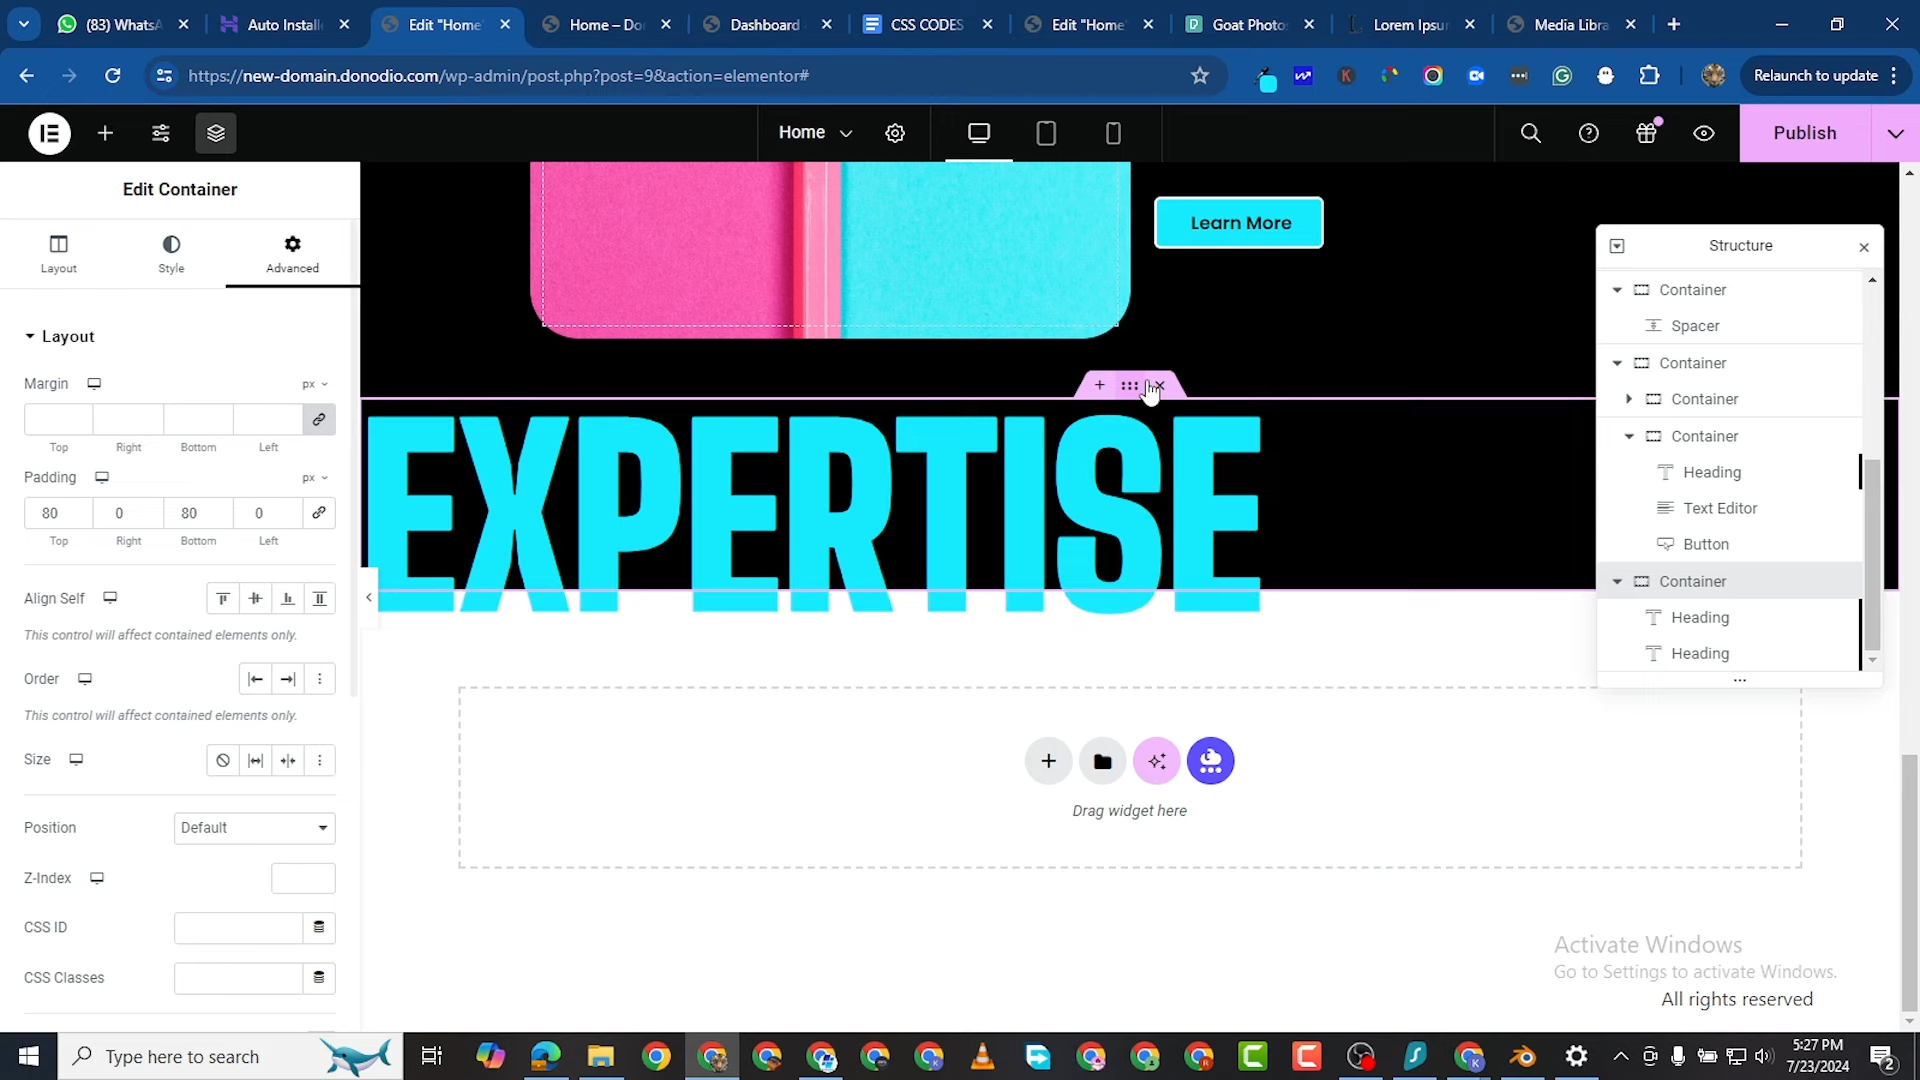 (83) WhatsA
Auto Installe
Edit "Home"
Home – Do
Dashboard
CSS CODES
Edit "Home"
Goat Photos
Lorem Ipsu
Media Libra
https://new-domain.donodio.com/wp-admin/post.php?post=9&action=elementor#
Relaunch to update
Home
Publish
Edit Container
Layout
Style
Advanced
Layout
Margin
px
Top
Right
Bottom
Left
Padding
px
80
0
80
0
Top
Right
Bottom
Left
Align Self
This control will affect contained elements only.
Order
This control will affect contained elements only.
Size
Position
Default
Z-Index
CSS ID
CSS Classes
Learn More
EXPERTISE
Drag widget here
Structure
Container
Spacer
Container
Container
Container
Heading
Text Editor
Button
Container
Heading
Heading
Activate Windows
Go to Settings to activate Windows.
All rights reserved
Type here to search
5:27 PM
7/23/2024
2